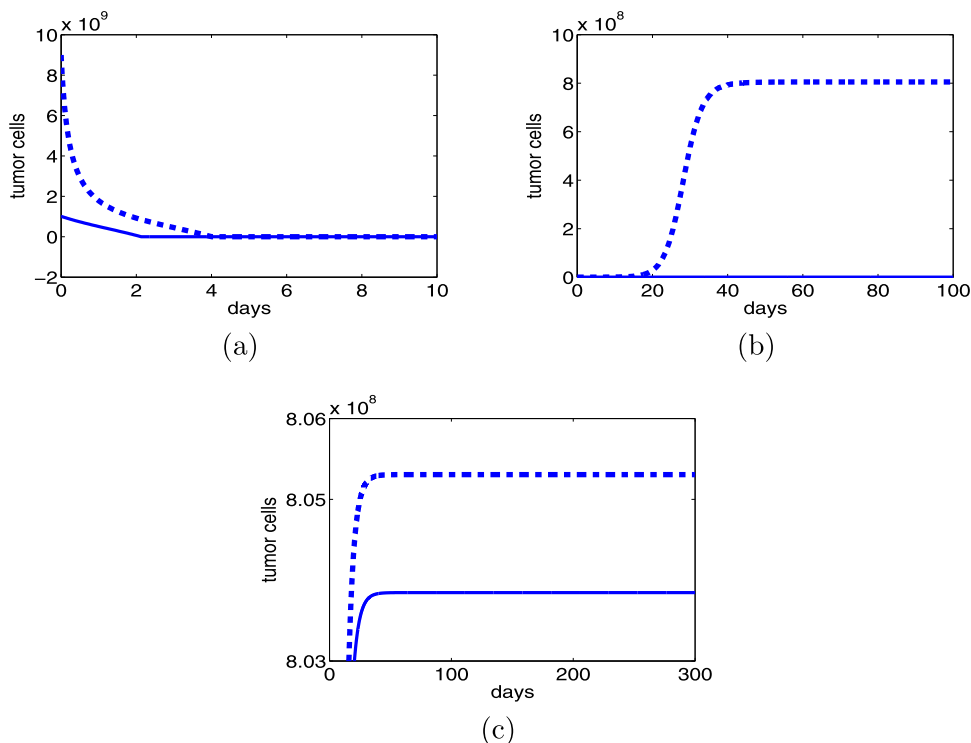 x 10^9
10
8
6
4
2
0
−2
tumor cells
0 2 4 6 8 10
days
(a)
x 10^8
10
8
6
4
2
0
tumor cells
0 20 40 60 80 100
days
(b)
x 10^8
8.06
8.05
8.03
tumor cells
0 100 200 300
days
(c)